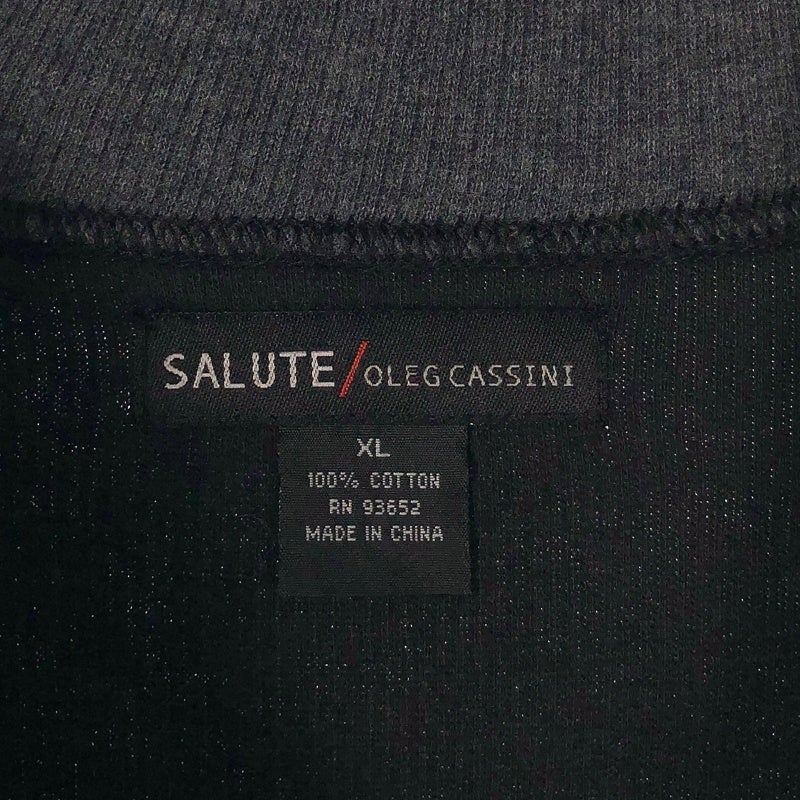 SALUTE/OLEG CASSINI
XL
100% COTTON
RN 93652
MADE IN CHINA